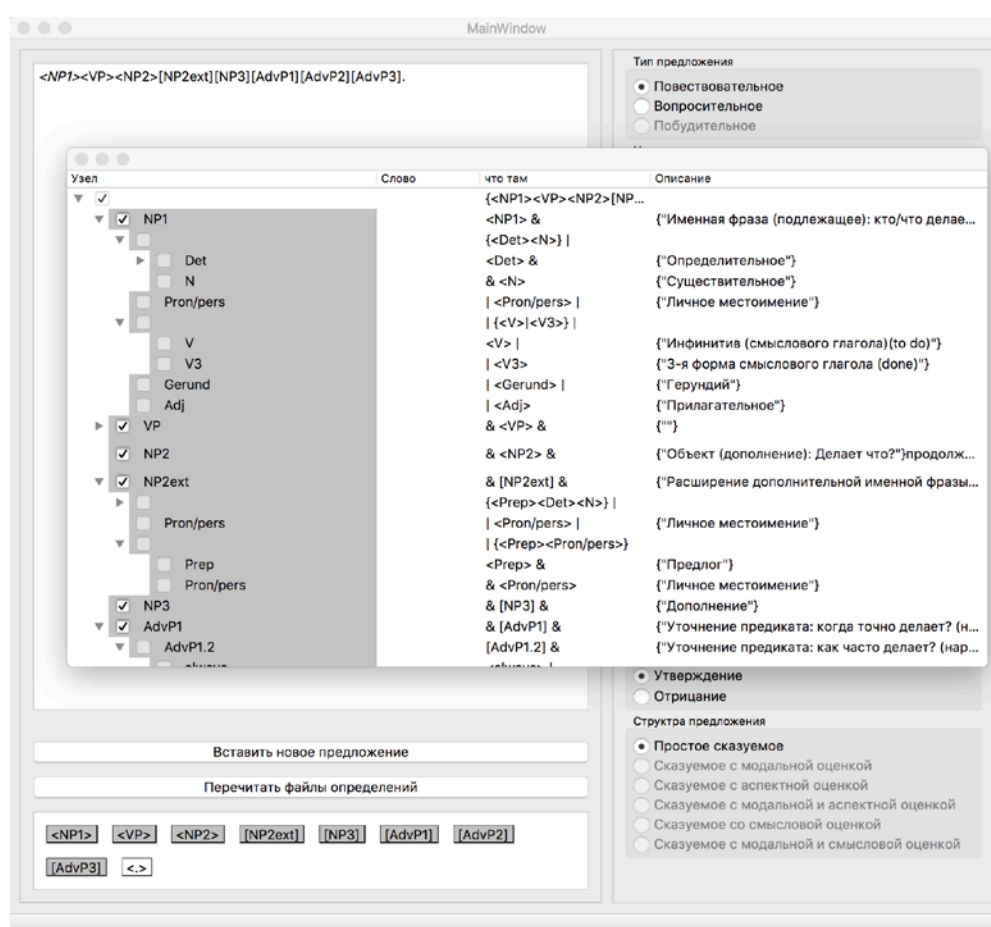 MainWindow
<NP1><VP><NP2>[NP2ext][NP3][AdvP1][AdvP2][AdvP3].
Тип предложения
Повествовательное
Вопросительное
Побудительное
Узел Слово что там Описание
{<NP1><VP><NP2>[NP...
NP1 <NP1> & {"Именная фраза (подлежащее): кто/что делае...
{<Det><N>} |
Det <Det> & {"Определительное"}
N & <N> {"Существительное"}
Pron/pers | <Pron/pers> | {"Личное местоимение"}
| {<V>|<V3>} |
V <V> | {"Инфинитив (смыслового глагола)(to do)"}
V3 | <V3> {"3-я форма смыслового глагола (done)"}
Gerund | <Gerund> | {"Герундий"}
Adj | <Adj> {"Прилагательное"}
VP & <VP> & {""}
NP2 & <NP2> & {"Объект (дополнение): Делает что?"}продолж...
NP2ext & [NP2ext] & {"Расширение дополнительной именной фразы...
{<Prep><Det><N>} |
Pron/pers | <Pron/pers> | {"Личное местоимение"}
| {<Prep><Pron/pers>}
Prep <Prep> & {"Предлог"}
Pron/pers & <Pron/pers> {"Личное местоимение"}
NP3 & [NP3] & {"Дополнение"}
AdvP1 & [AdvP1] & {"Уточнение предиката: когда точно делает? (н...
AdvP1.2 [AdvP1.2] & {"Уточнение предиката: как часто делает? (нар...
Утверждение
Отрицание
Структра предложения
Простое сказуемое
Сказуемое с модальной оценкой
Сказуемое с аспектной оценкой
Сказуемое с модальной и аспектной оценкой
Сказуемое со смысловой оценкой
Сказуемое с модальной и смысловой оценкой
Вставить новое предложение
Перечитать файлы определений
<NP1> <VP> <NP2> [NP2ext] [NP3] [AdvP1] [AdvP2]
[AdvP3] <.>